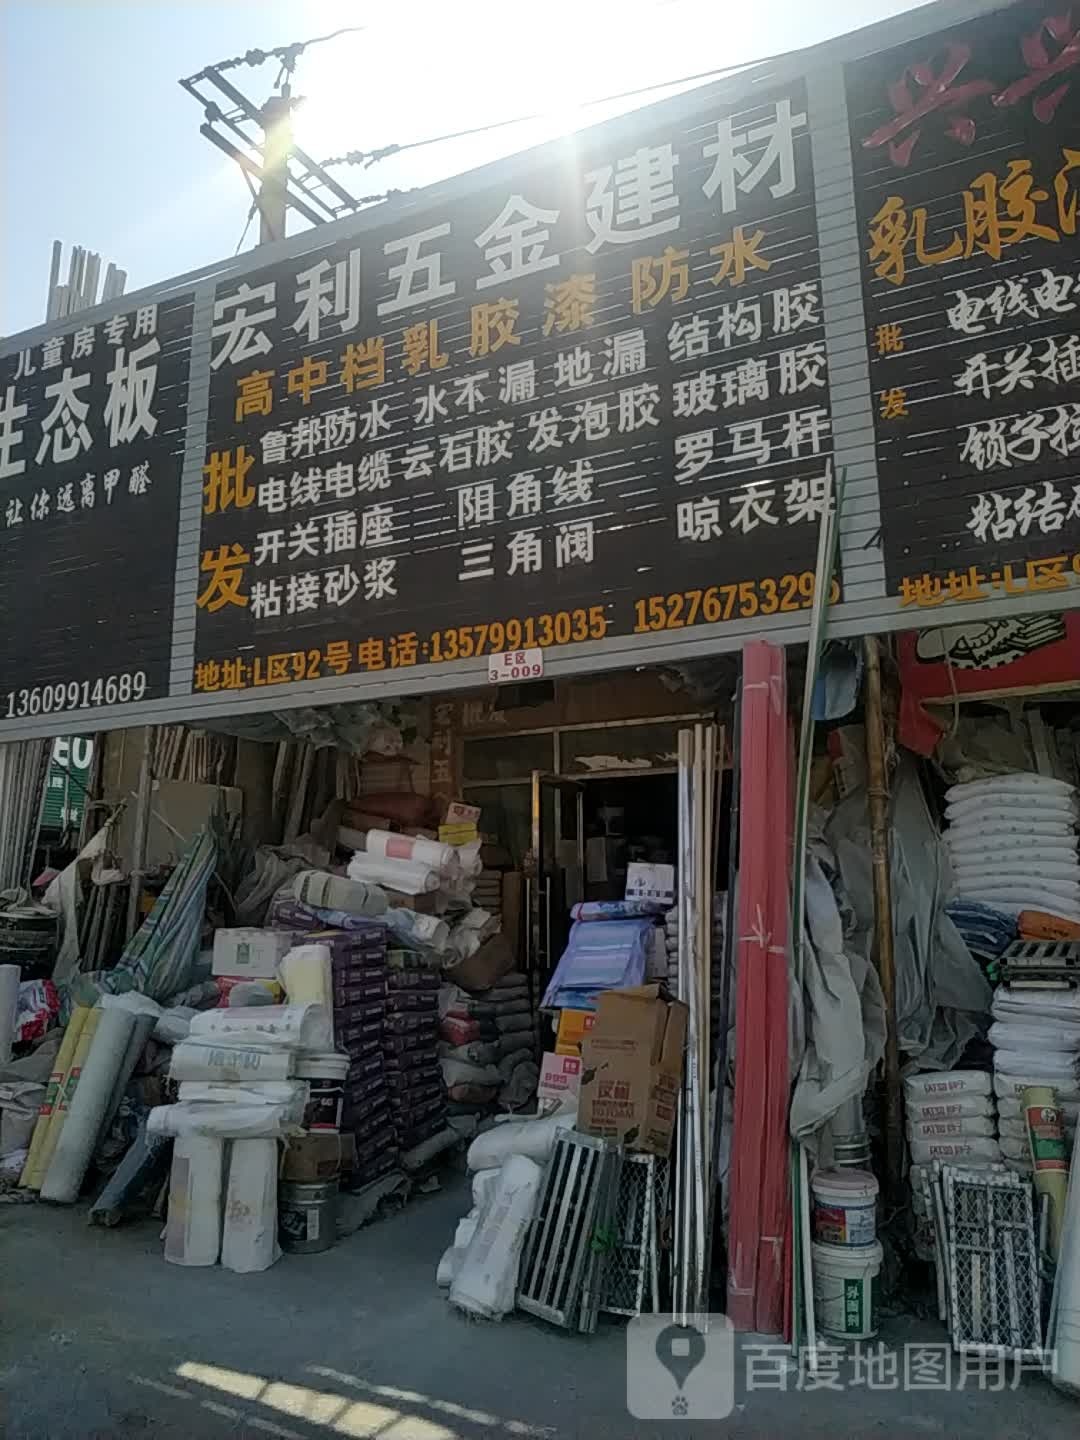 儿童房专用
生态板
让你远离甲醛
13609914689
宏利五金建材
高中档乳胶漆 防水
批发
鲁邦防水 水不漏 地漏 结构胶
电线电缆 云石胶 发泡胶 玻璃胶
开关插座 阳角线 罗马杆
粘接砂浆 三角阀 晾衣架
地址:L区92号 电话:13579913035 1527675329
E区
3-009
兴兴
乳胶
批发
电线电
开关插
锁子拉
粘结
地址:L区
百度地图用户